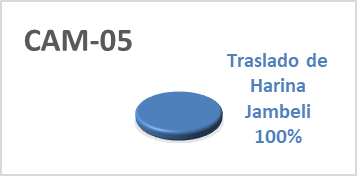 CAM-05
Traslado de
Harina
Jambeli
100%